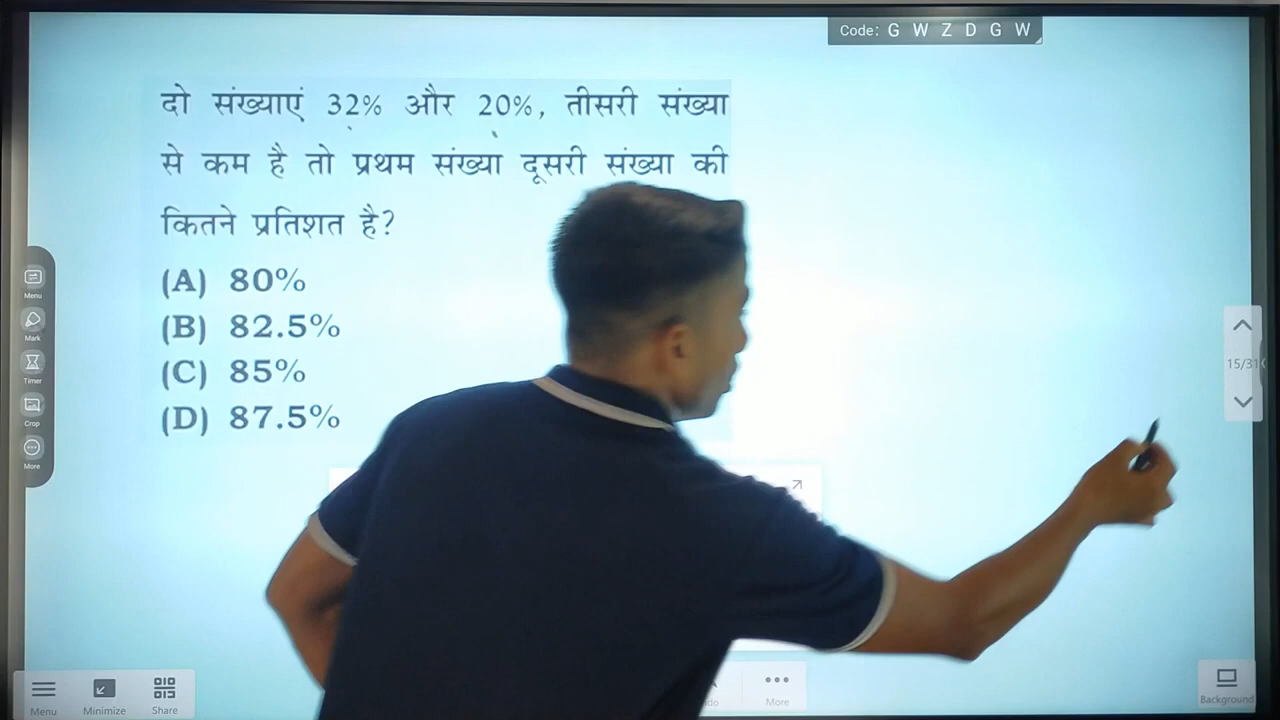 Code: G W Z D G W
दो संख्याएं 32% और 20%, तीसरी संख्या
से कम है तो प्रथम संख्या दूसरी संख्या की
कितने प्रतिशत है?
(A) 80%
(B) 82.5%
(C) 85%
(D) 87.5%
Menu
Mark
Timer
Crop
More
15/31
Menu
Minimize
Share
More
Background